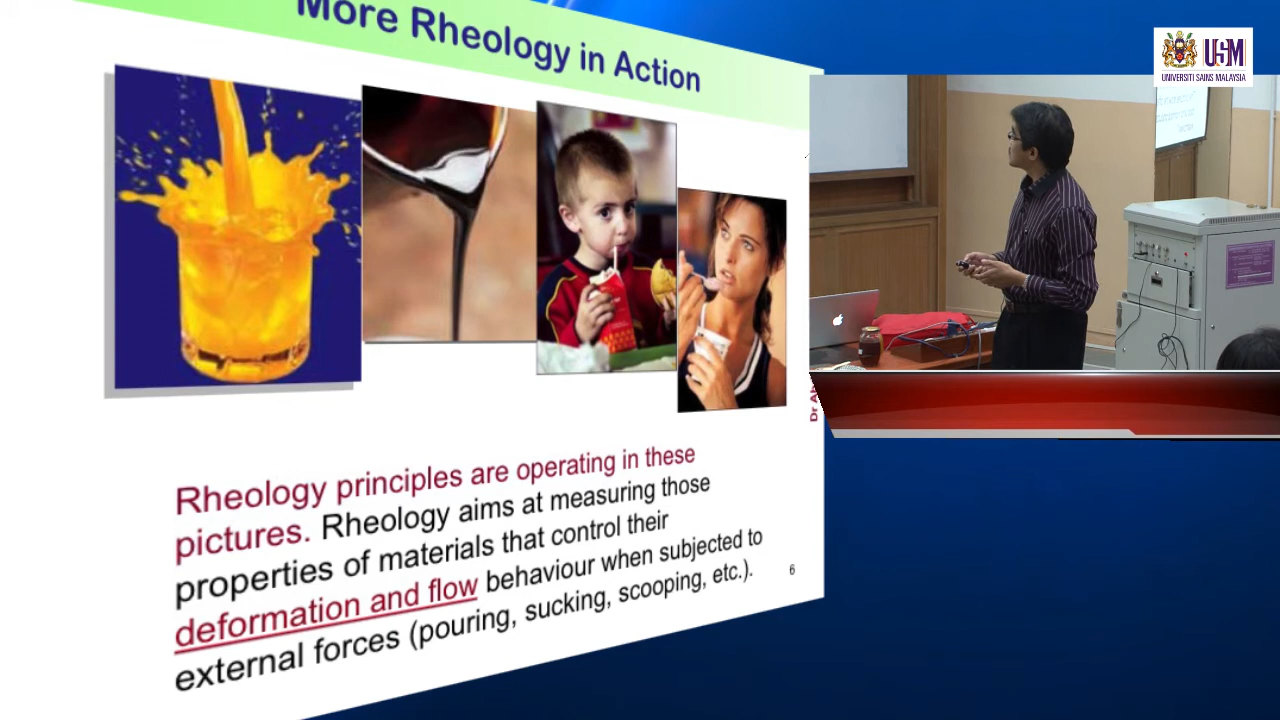 More Rheology in Action
Rheology principles are operating in these
pictures. Rheology aims at measuring those
properties of materials that control their
deformation and flow behaviour when subjected to
external forces (pouring, sucking, scooping, etc.).
6
USM
UNIVERSITI SAINS MALAYSIA